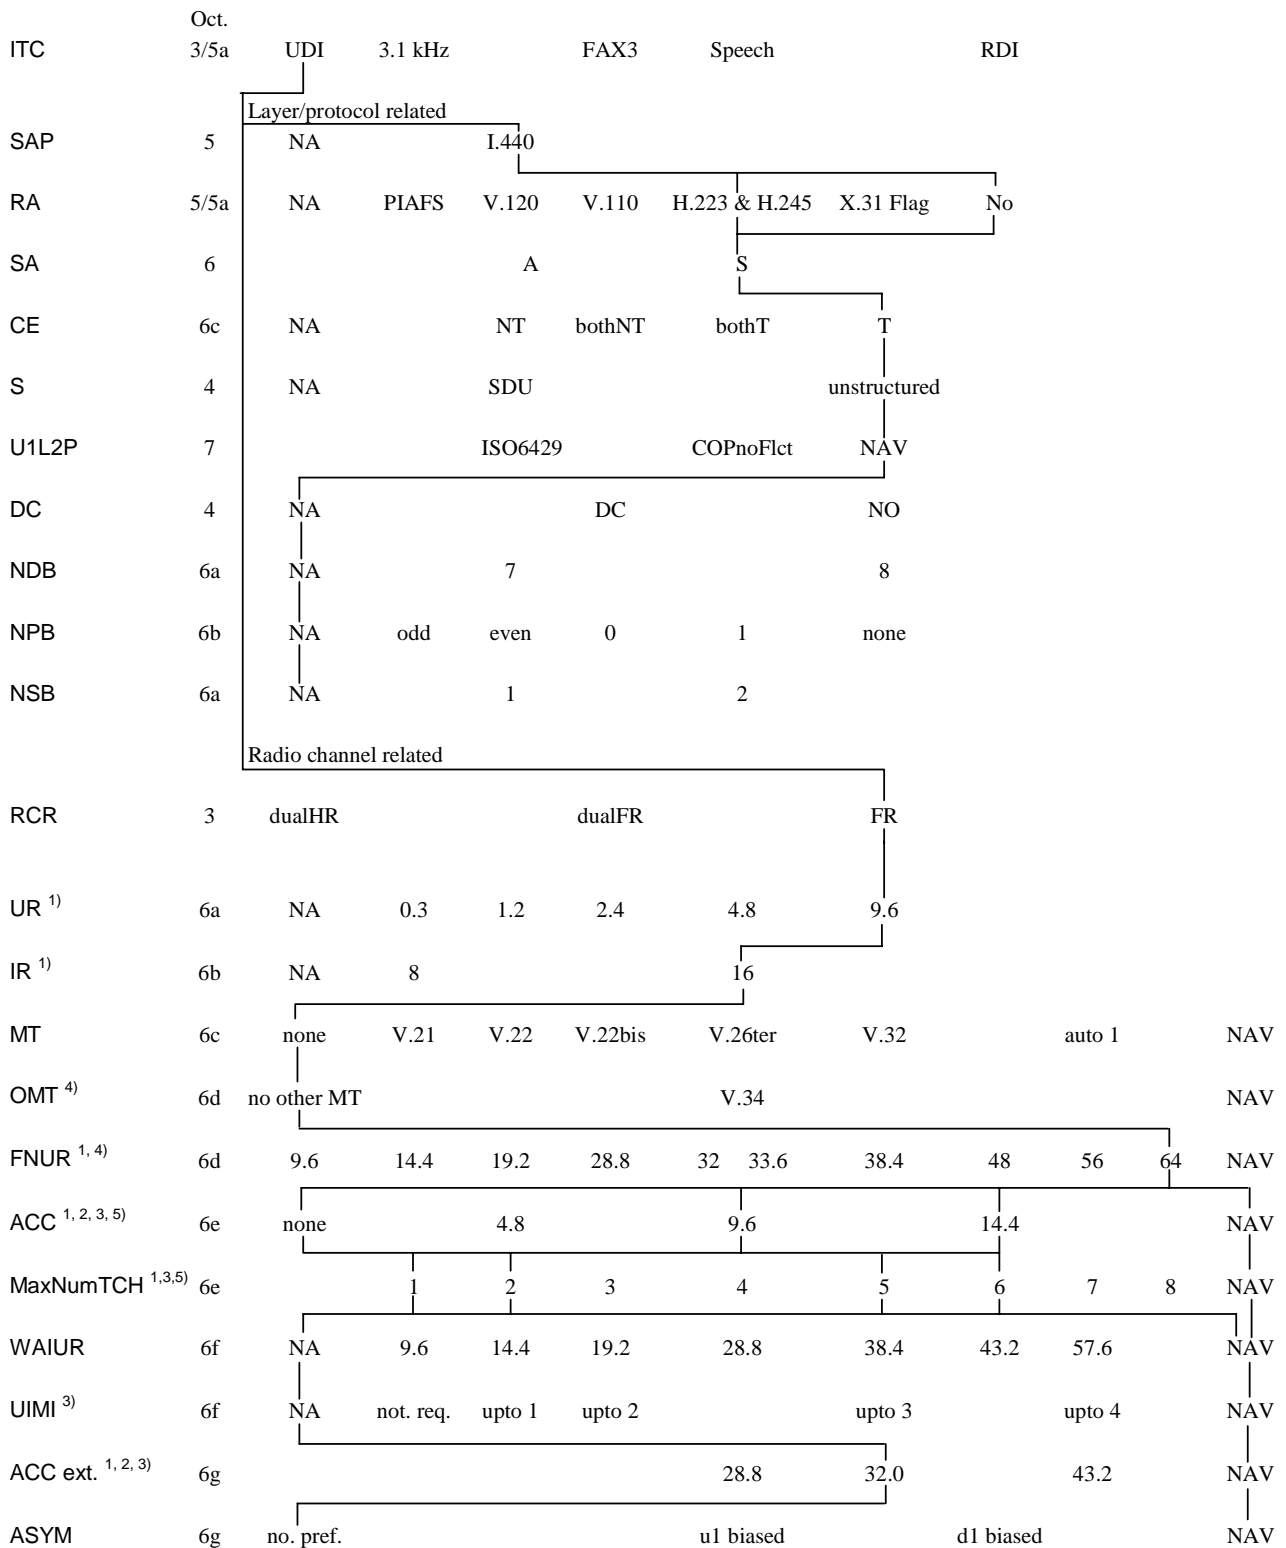 Oct.
ITC 3/5a UDI 3.1 kHz FAX3 Speech RDI
Layer/protocol related
SAP 5 NA I.440
RA 5/5a NA PIAFS V.120 V.110 H.223 & H.245 X.31 Flag No
SA 6 A S
CE 6c NA NT bothNT bothT T
S 4 NA SDU unstructured
U1L2P 7 ISO6429 COPnoFlct NAV
DC 4 NA DC NO
NDB 6a NA 7 8
NPB 6b NA odd even 0 1 none
NSB 6a NA 1 2
Radio channel related
RCR 3 dualHR dualFR FR
UR 1) 6a NA 0.3 1.2 2.4 4.8 9.6
IR 1) 6b NA 8 16
MT 6c none V.21 V.22 V.22bis V.26ter V.32 auto 1 NAV
OMT 4) 6d no other MT V.34 NAV
FNUR 1, 4) 6d 9.6 14.4 19.2 28.8 32 33.6 38.4 48 56 64 NAV
ACC 1, 2, 3, 5) 6e none 4.8 9.6 14.4 NAV
MaxNumTCH 1,3,5) 6e 1 2 3 4 5 6 7 8 NAV
WAIUR 6f NA 9.6 14.4 19.2 28.8 38.4 43.2 57.6 NAV
UIMI 3) 6f NA not. req. upto 1 upto 2 upto 3 upto 4 NAV
ACC ext. 1, 2, 3) 6g 28.8 32.0 43.2 NAV
ASYM 6g no. pref. u1 biased d1 biased NAV